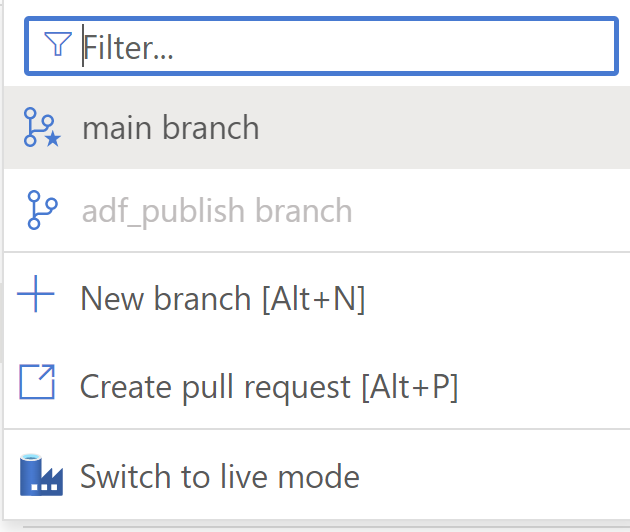 Filter...
main branch
adf_publish branch
New branch [Alt+N]
Create pull request [Alt+P]
Switch to live mode